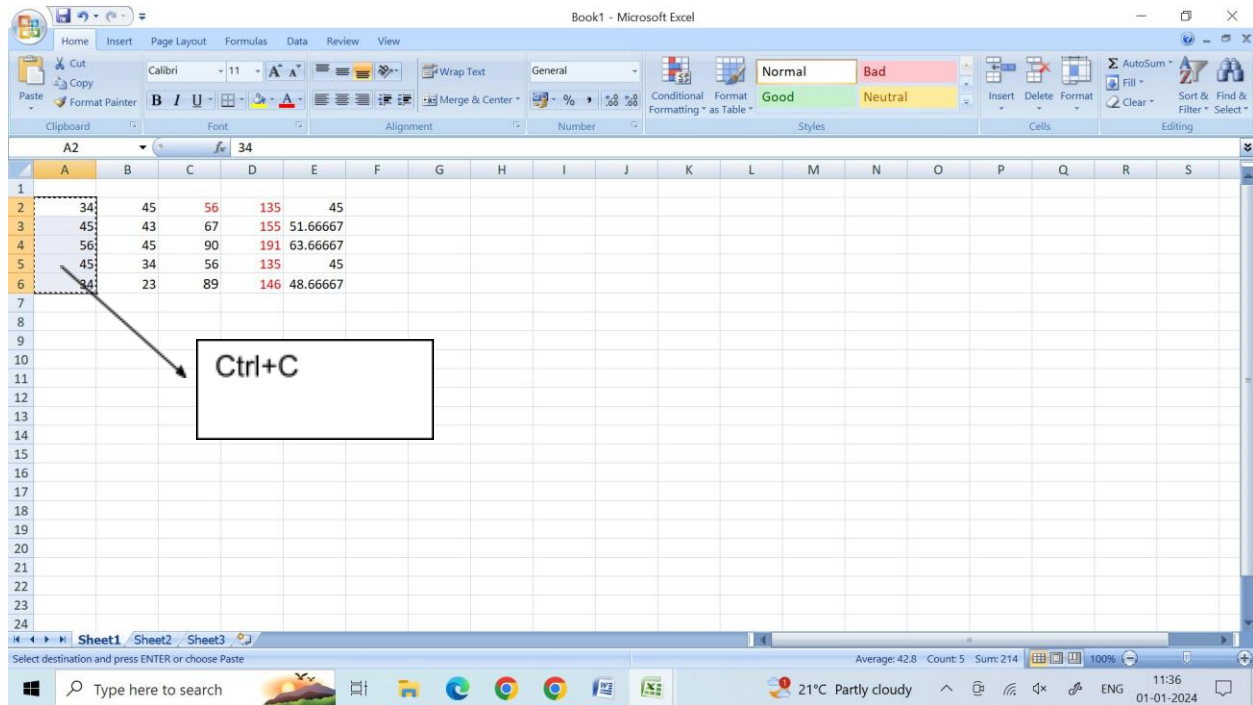 Book1 - Microsoft Excel
Home Insert Page Layout Formulas Data Review View
Paste
Cut
Copy
Format Painter
Clipboard
Calibri 11 A A
B I U A
Font
Wrap Text
Merge & Center
Alignment
General
% , .0 .00 .00 .0
Number
Conditional Formatting
Format as Table
Normal Bad
Good Neutral
Styles
Insert Delete Format
Cells
Σ AutoSum
Fill
Clear
Sort & Filter
Find & Select
Editing
A2 fx 34
A B C D E F G H I J K L M N O P Q R S
1
2 34 45 56 135 45
3 45 43 67 155 51.66667
4 56 45 90 191 63.66667
5 45 34 56 135 45
6 34 23 89 146 48.66667
7
8
9
10
11
12
13
14
15
16
17
18
19
20
21
22
23
24
Ctrl+C
Sheet1 Sheet2 Sheet3
Select destination and press ENTER or choose Paste
Average: 42.8 Count: 5 Sum: 214 100%
Type here to search
21°C Partly cloudy
ENG
11:36
01-01-2024